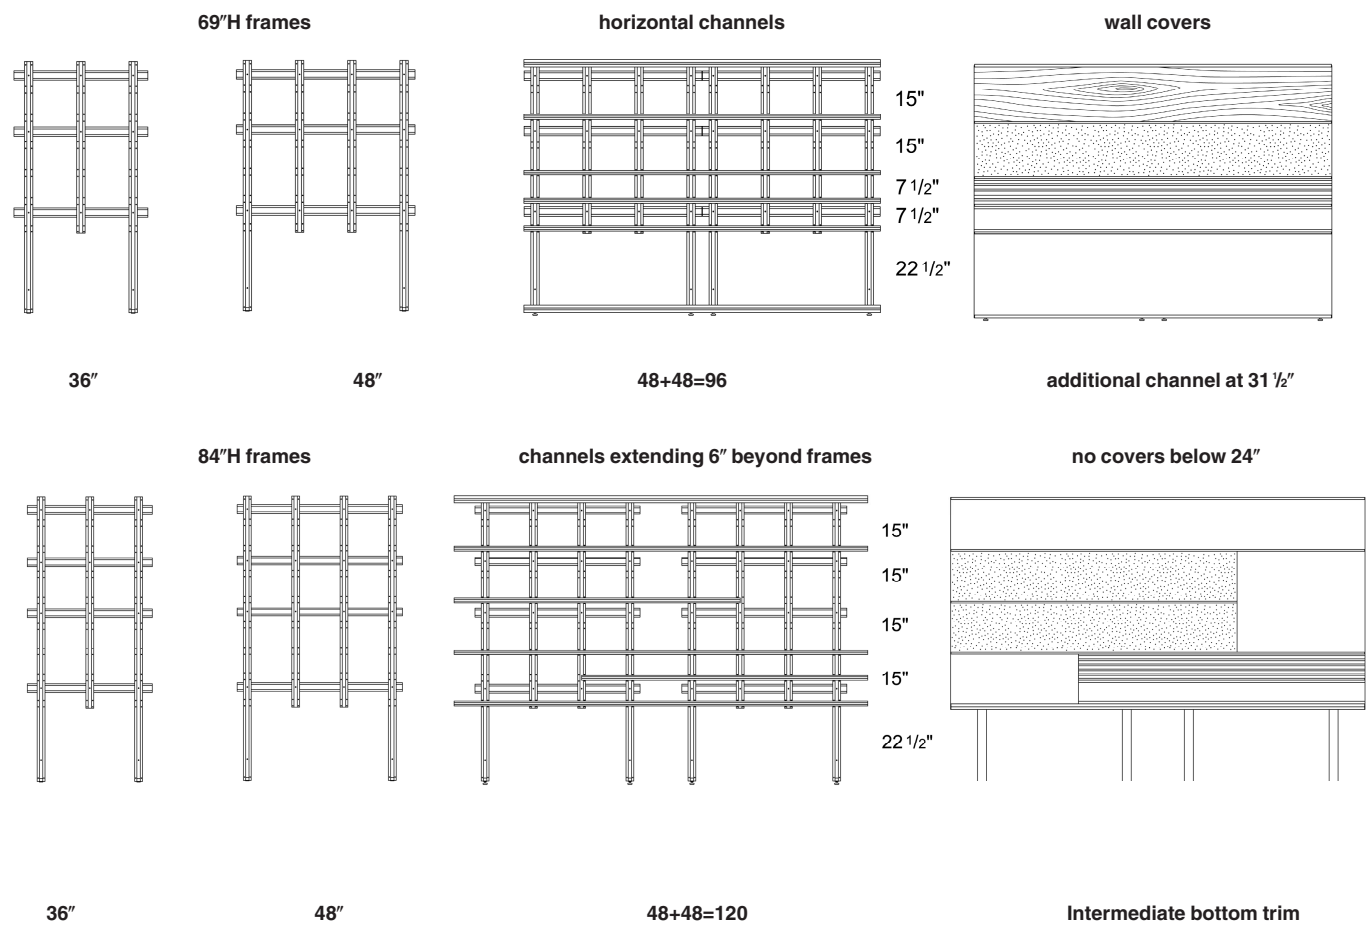 69″H frames
horizontal channels
wall covers
15"
15"
7 1/2"
7 1/2"
22 1/2"
36″
48″
48+48=96
additional channel at 31 ½″
84″H frames
channels extending 6″ beyond frames
no covers below 24″
15"
15"
15"
15"
22 1/2"
36″
48″
48+48=120
Intermediate bottom trim